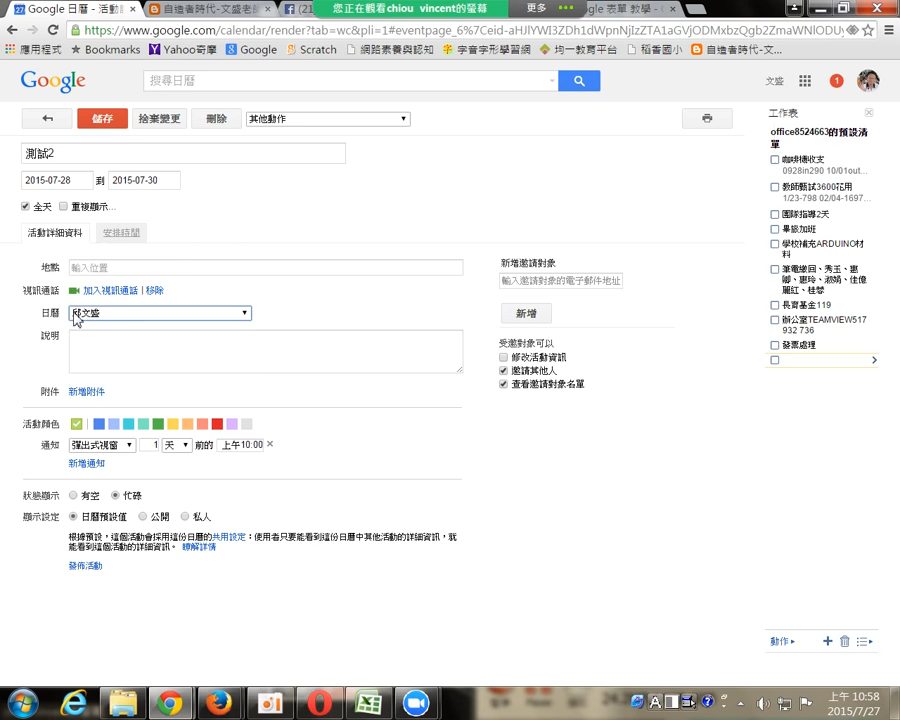 Google 日曆 - 活動
自造者時代-文盛老
(21
您正在觀看chiou vincent的螢幕
更多
gle 表單 教學 - C
https://www.google.com/calendar/render?tab=wc&pli=1#eventpage_6%7Ceid-aHJlYWI3ZDh1dWpnNjIzZTA1aGVjODMxbzQgb2ZmaWNlODUy
應用程式
Bookmarks
Yahoo奇摩
Google
Scratch
網路素養與認知
字音字形學習網
均一教育平台
稻香國小
自造者時代-文...
Google
搜尋日曆
文盛
1
儲存
捨棄變更
刪除
其他動作
測試2
2015-07-28 到 2015-07-30
全天
重複顯示...
活動詳細資料
安排時間
地點
輸入位置
視訊通話
加入視訊通話 | 移除
日曆
邱文盛
說明
附件
新增附件
活動顏色
通知
彈出式視窗
1
天
前的
上午10:00
新增通知
狀態顯示
有空
忙碌
顯示設定
日曆預設值
公開
私人
根據預設，這個活動會採用這份日曆的共用設定：使用者只要能看到這份日曆中其他活動的詳細資訊，就
能看到這個活動的詳細資訊。 瞭解詳情
發佈活動
新增邀請對象
輸入邀請對象的電子郵件地址
新增
受邀對象可以
修改活動資訊
邀請其他人
查看邀請對象名單
工作表
office8524663的預設清
單
咖啡機收支
0928in290 10/01out...
教師甄試3600花用
1/23-798 02/04-1697...
團隊指導2天
畢旅加班
學校補充ARDUINO材
料
筆電繳回、秀玉、惠
卿、惠玲、淑娟、佳億
麗紅、桂蓉
長青基金119
辦公室TEAMVIEW517
932 736
發票處理
動作
上午 10:58
2015/7/27